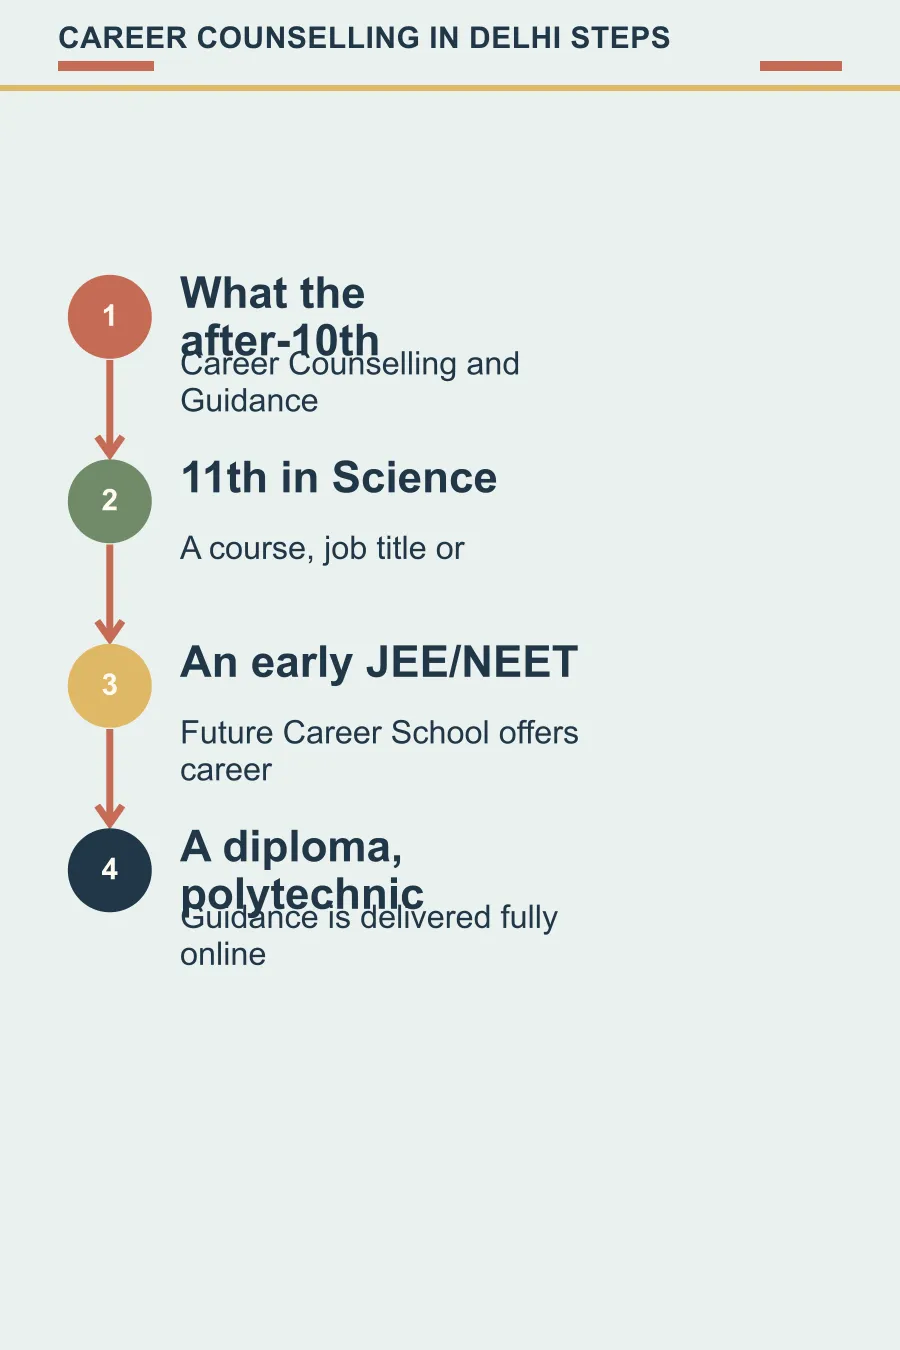 CAREER COUNSELLING IN DELHI STEPS
1
What the
after-10th
Career Counselling and
Guidance
2
11th in Science
A course, job title or
3
An early JEE/NEET
Future Career School offers
career
4
A diploma,
polytechnic
Guidance is delivered fully
online